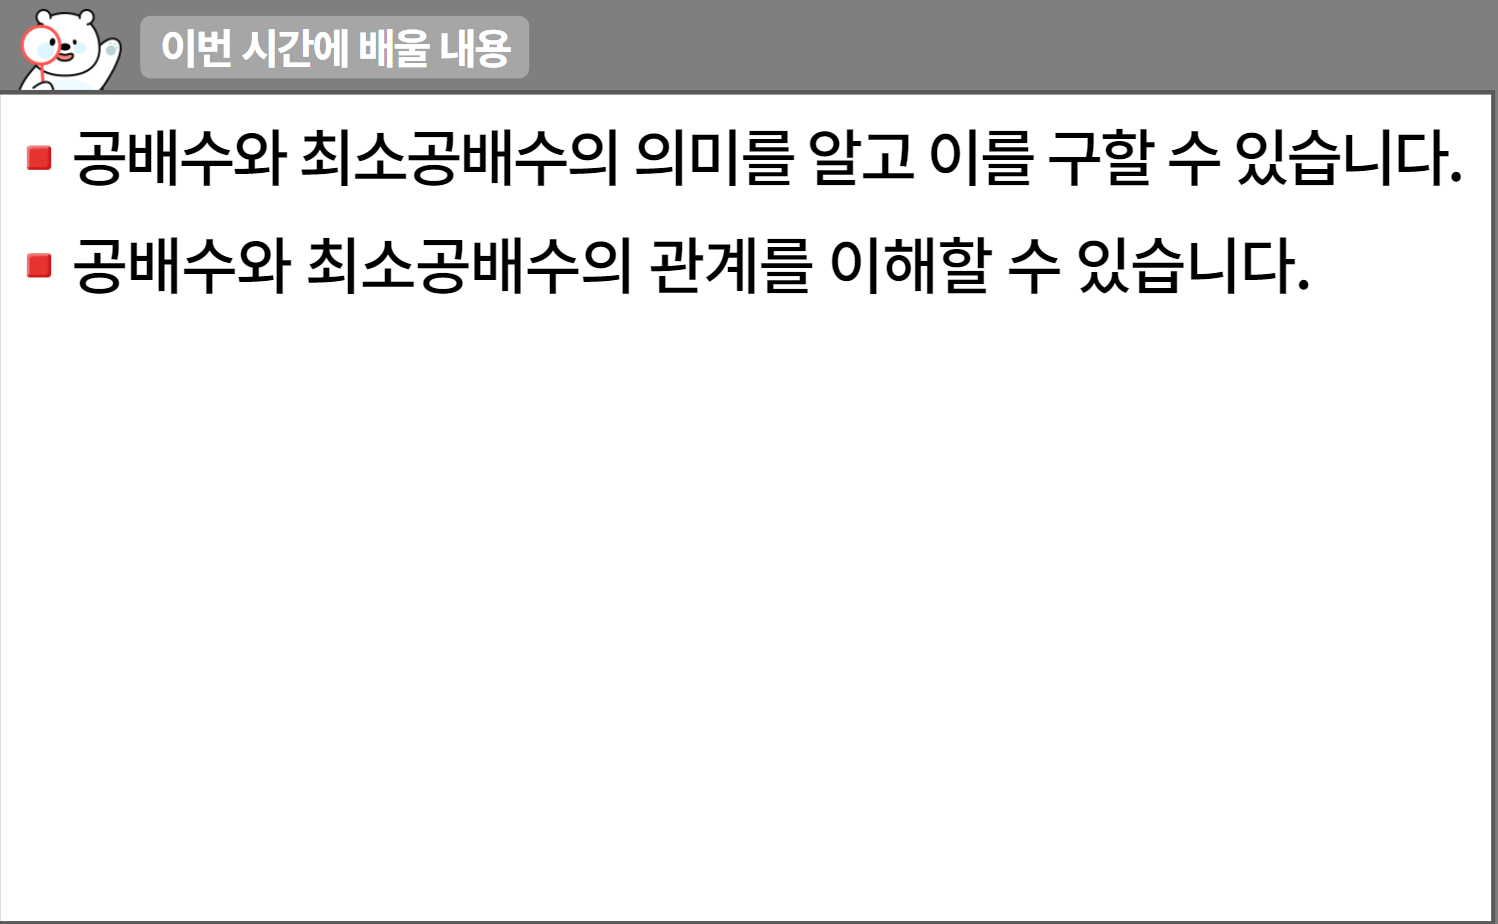 이번 시간에 배울 내용
공배수와 최소공배수의 의미를 알고 이를 구할 수 있습니다.
공배수와 최소공배수의 관계를 이해할 수 있습니다.